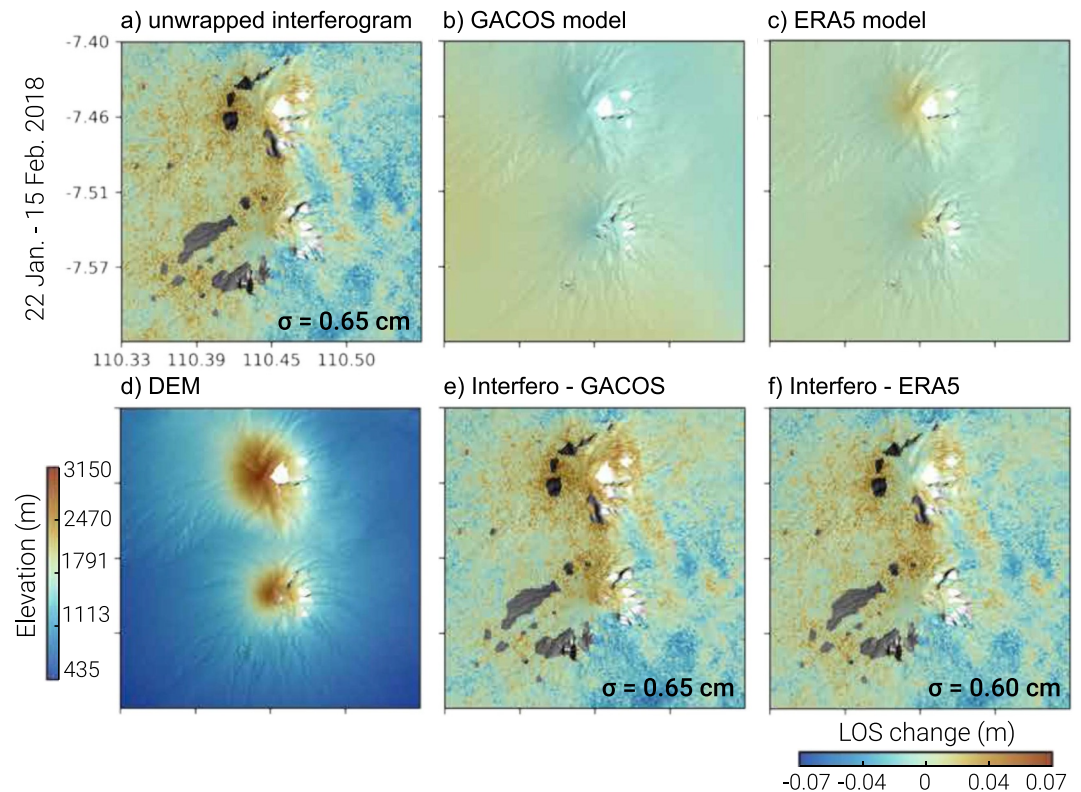 a) unwrapped interferogram
b) GACOS model
c) ERA5 model
22 Jan. - 15 Feb. 2018
-7.40
-7.46
-7.51
-7.57
σ = 0.65 cm
110.33 110.39 110.45 110.50
d) DEM
e) Interfero - GACOS
f) Interfero - ERA5
Elevation (m)
3150
2470
1791
1113
435
σ = 0.65 cm
σ = 0.60 cm
LOS change (m)
-0.07 -0.04 0 0.04 0.07